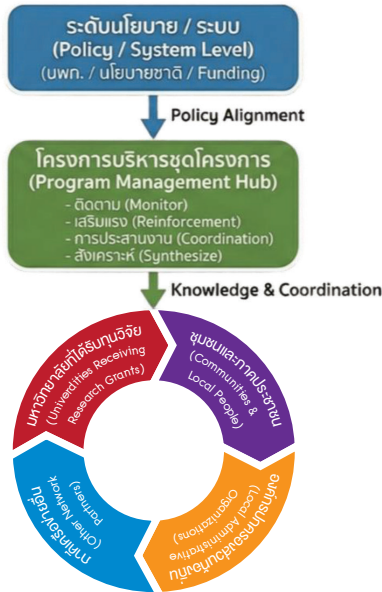 ระดับนโยบาย / ระบบ
(Policy / System Level)
(นพท. / นโยบายชาติ / Funding)
Policy Alignment
โครงการบริหารชุดโครงการ
(Program Management Hub)
- ติดตาม (Monitor)
- เสริมแรง (Reinforcement)
- การประสานงาน (Coordination)
- สังเคราะห์ (Synthesize)
Knowledge & Coordination
มหาวิทยาลัยที่ได้รับทุนวิจัย
(Univerdities Receiving
Research Grants)
ชุมชนและภาคประชาชน
(Communities &
Local People)
องค์กรปกครองส่วนท้องถิ่น
(Local Administrative
Organizations)
ภาคีเครือข่ายอื่น
(Other Network
Partners)